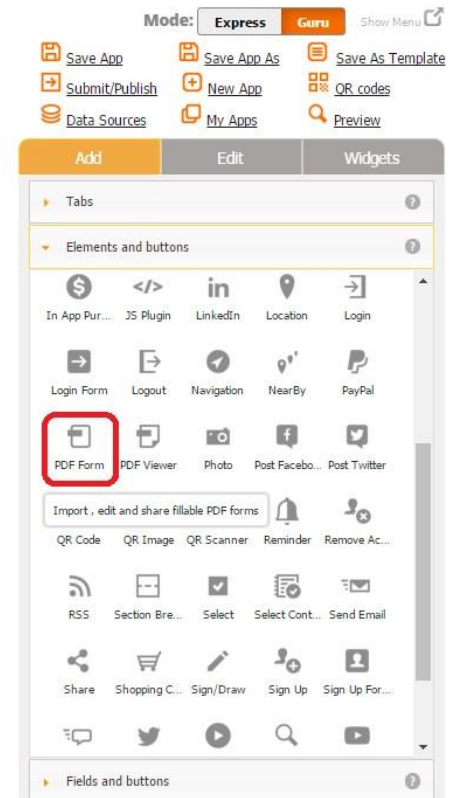 Mode: Express Guru Show Menu
Save App Save App As Save As Template
Submit/Publish New App QR codes
Data Sources My Apps Preview
Add Edit Widgets
Tabs ?
Elements and buttons ?
In App Pur... JS Plugin LinkedIn Location Login
Login Form Logout Navigation NearBy PayPal
PDF Form PDF Viewer Photo Post Facebo... Post Twitter
Import , edit and share fillable PDF forms
QR Code QR Image QR Scanner Reminder Remove Ac...
RSS Section Bre... Select Select Cont... Send Email
Share Shopping C... Sign/Draw Sign Up Sign Up For...
Fields and buttons ?